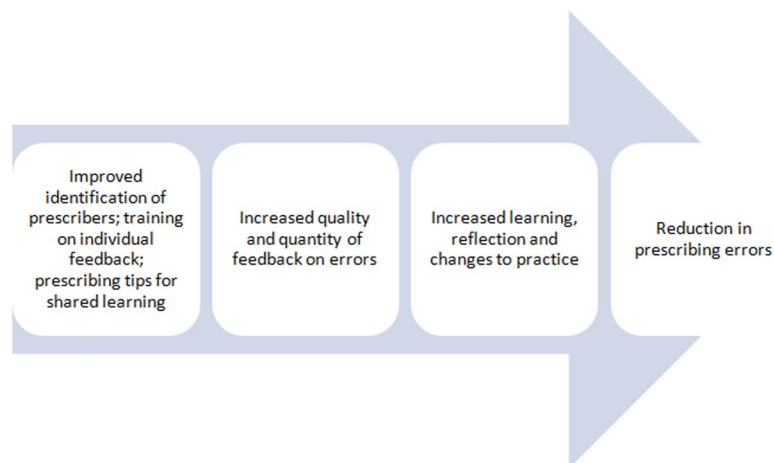 Improved
identification of
prescribers; training
on individual
feedback;
prescribing tips for
shared learning
Increased quality
and quantity of
feedback on errors
Increased learning,
reflection and
changes to practice
Reduction in
prescribing errors